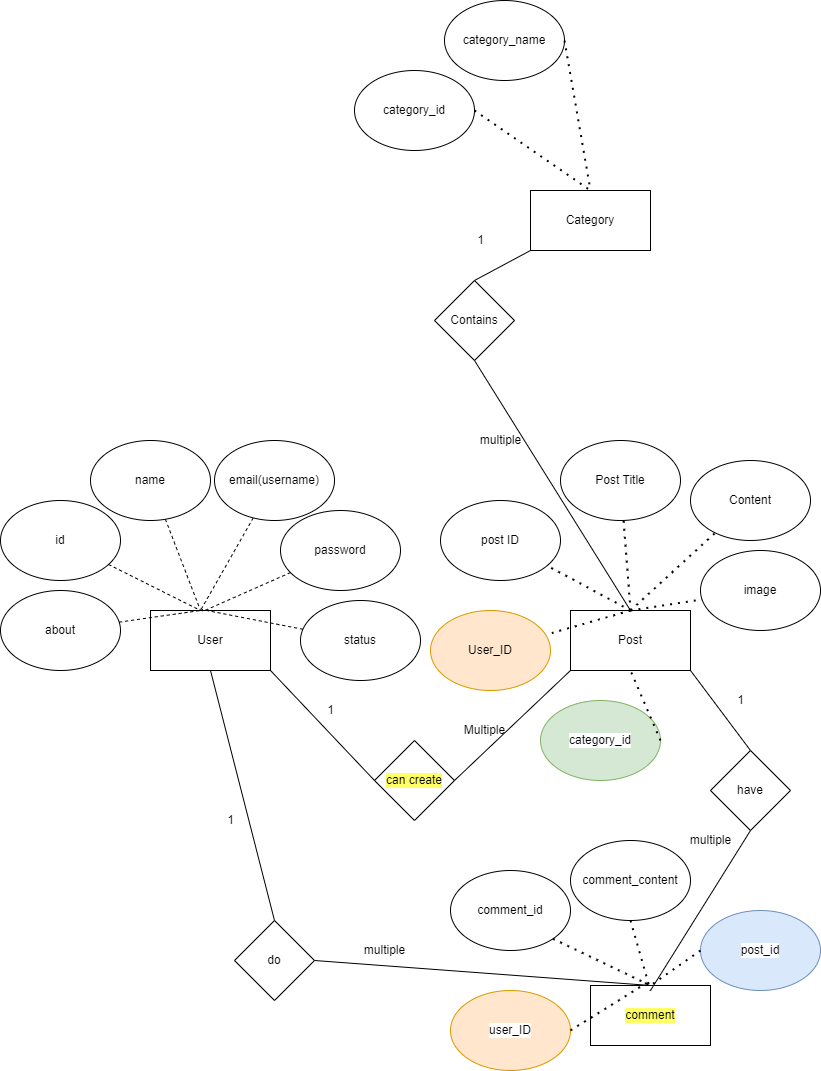 category_name
category_id
Category
1
Contains
multiple
name
email(username)
Post Title
Content
id
password
post ID
image
about
User
status
User_ID
Post
1
Multiple
category_id
1
can create
have
1
multiple
comment_id
comment_content
do
multiple
post_id
user_ID
comment